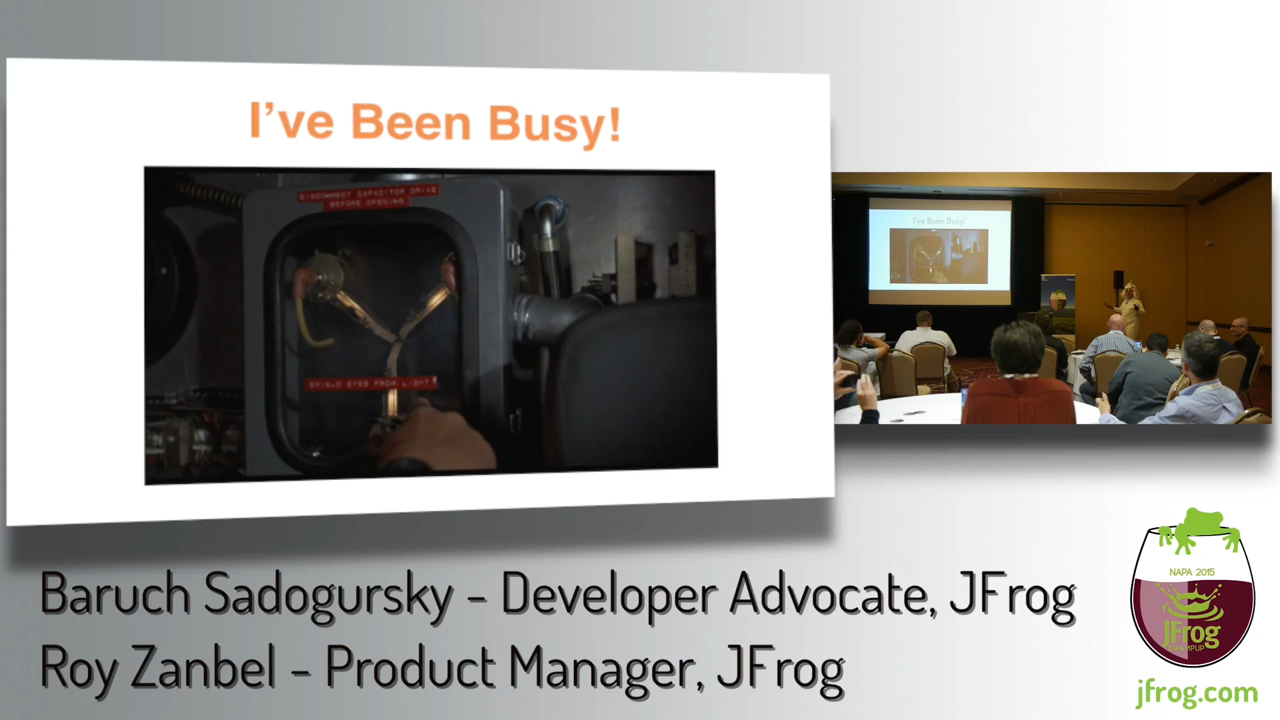 I've Been Busy!
DISCONNECT CAPACITOR DRIVE
BEFORE OPENING
SHIELD EYES FROM LIGHT
I've Been Busy!
Baruch Sadogursky - Developer Advocate, JFrog
Roy Zanbel - Product Manager, JFrog
NAPA 2015
JFrog
SWAMPUP
jfrog.com